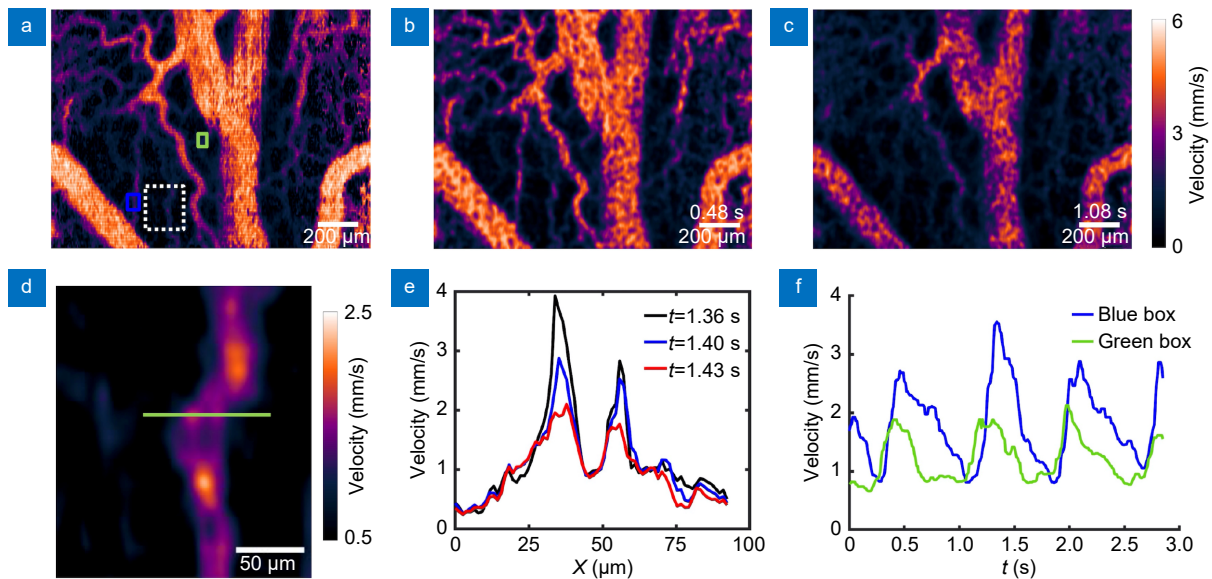 a
200 µm
b
0.48 s
200 µm
c
1.08 s
200 µm
6
3
0
Velocity (mm/s)
d
50 µm
2.5
0.5
Velocity (mm/s)
e
4
3
2
1
0
Velocity (mm/s)
t=1.36 s
t=1.40 s
t=1.43 s
0
25
50
75
100
X (µm)
f
4
3
2
1
0
Velocity (mm/s)
Blue box
Green box
0
0.5
1.0
1.5
2.0
2.5
3.0
t (s)